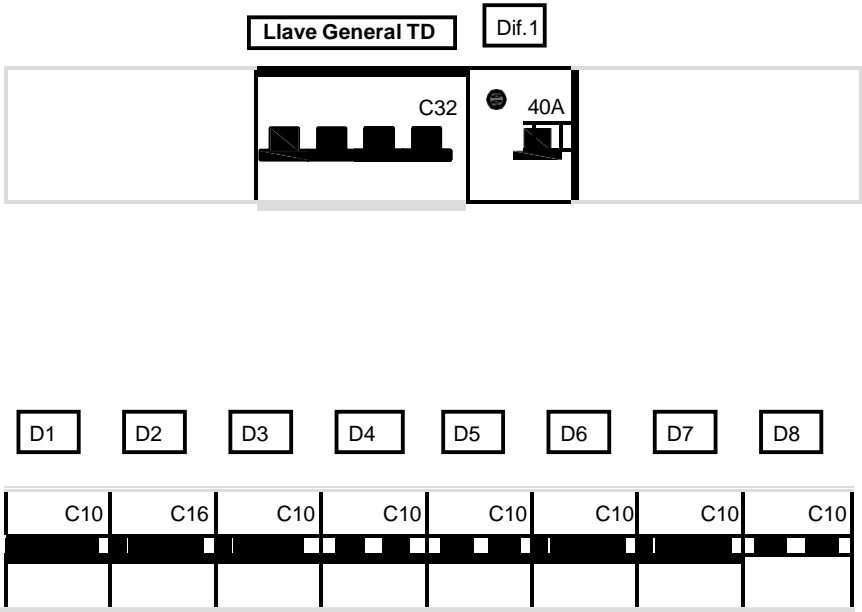 Llave General TD
Dif.1
C32
40A
D1 D2 D3 D4 D5 D6 D7 D8
C10 C16 C10 C10 C10 C10 C10 C10